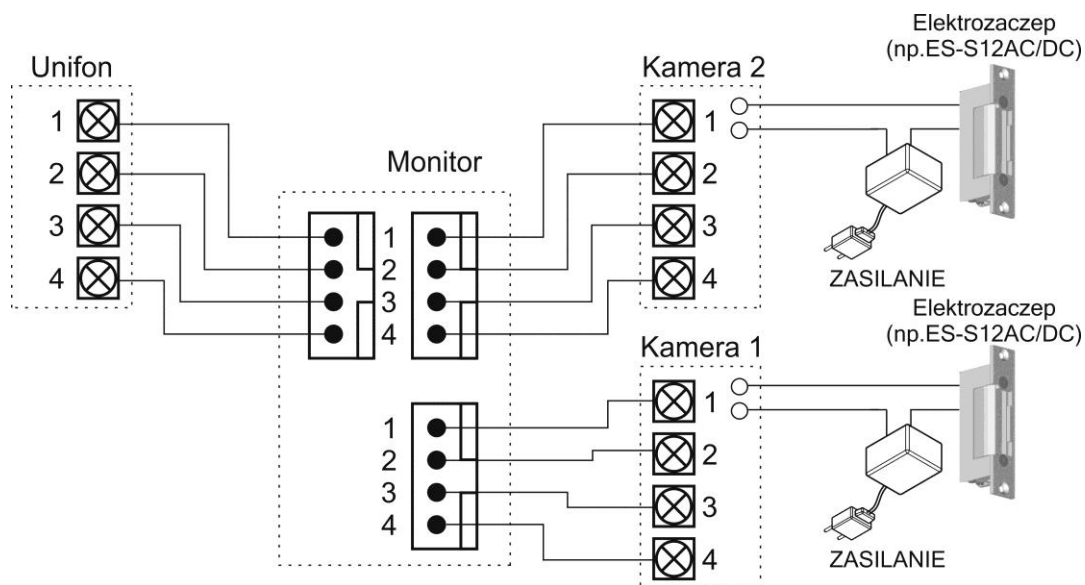 Elektrozaczep
(np.ES-S12AC/DC)
Unifon
Kamera 2
1
2
3
4
Monitor
1
2
3
4
1
2
3
4
ZASILANIE
Elektrozaczep
(np.ES-S12AC/DC)
Kamera 1
1
2
3
4
1
2
3
4
ZASILANIE